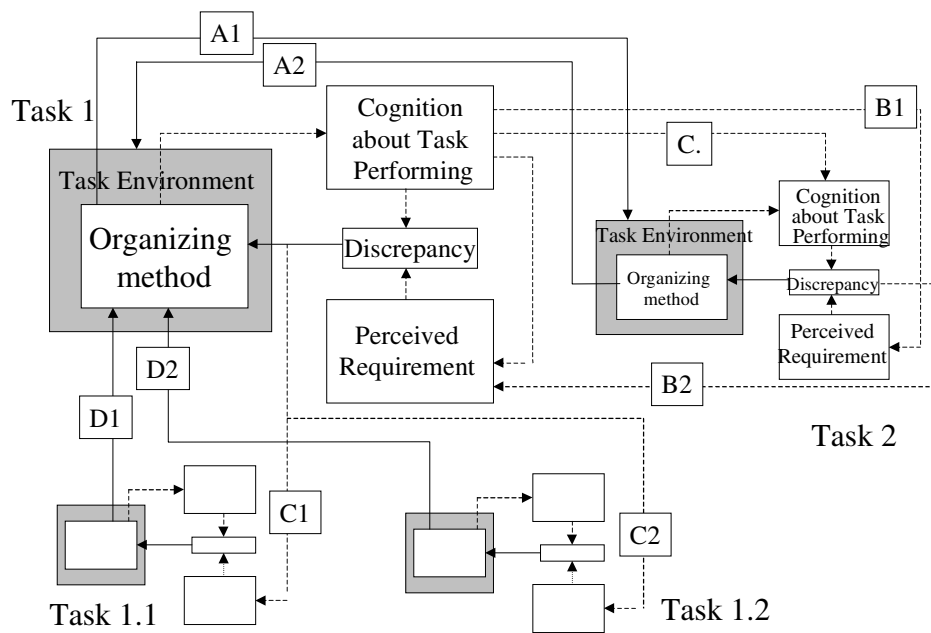 A1
A2
Task 1
Cognition
about Task
Performing
B1
C.
Task Environment
Organizing
method
Discrepancy
Perceived
Requirement
Cognition
about Task
Performing
Task Environment
Organizing
method
Discrepancy
Perceived
Requirement
D2
B2
D1
Task 2
C1
C2
Task 1.1
Task 1.2